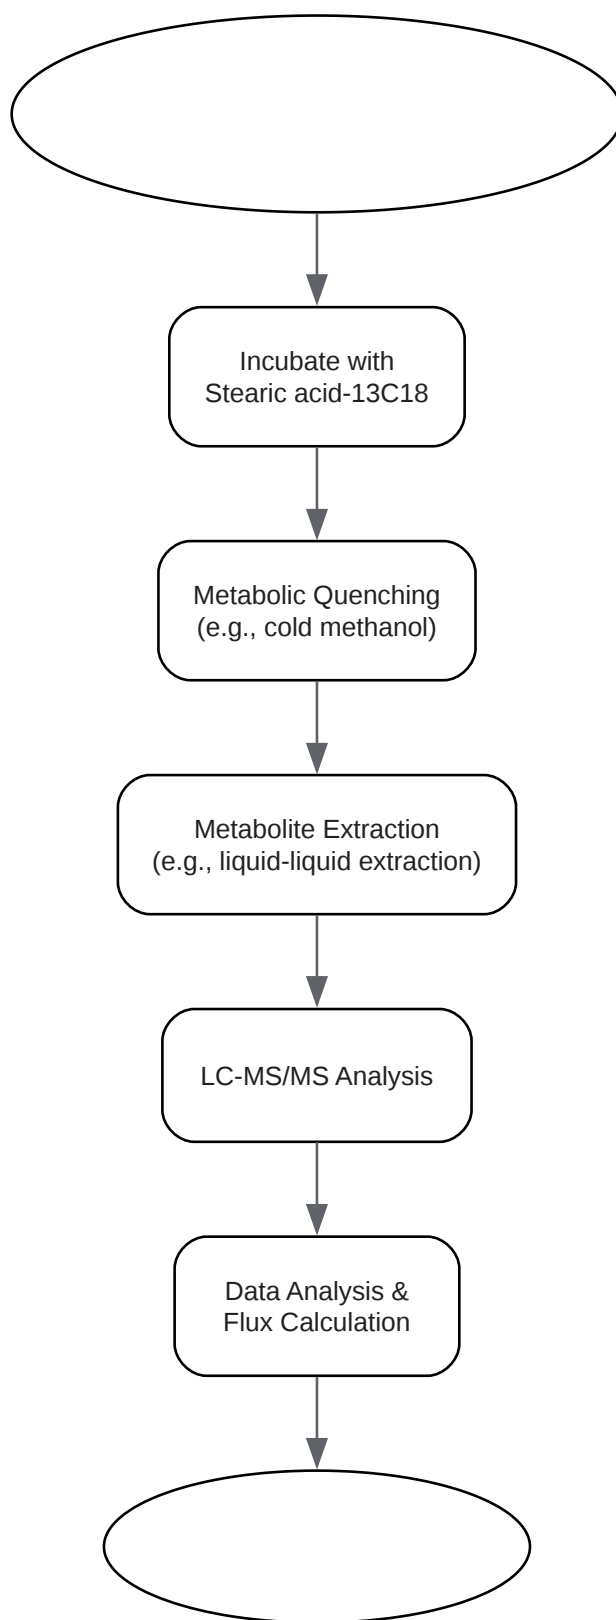 Incubate with
Stearic acid-13C18
Metabolic Quenching
(e.g., cold methanol)
Metabolite Extraction
(e.g., liquid-liquid extraction)
LC-MS/MS Analysis
Data Analysis &
Flux Calculation